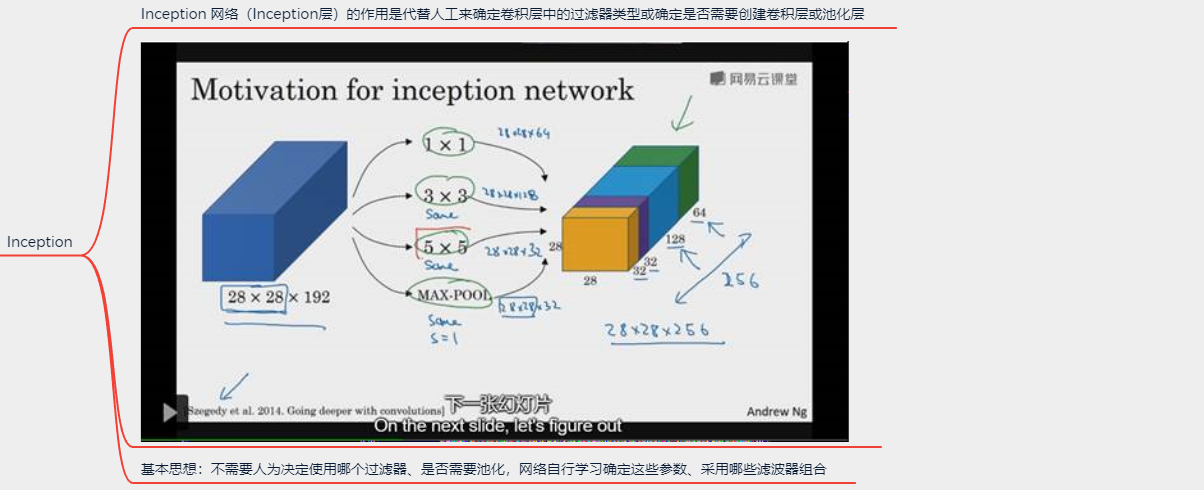 Inception 网络（Inception层）的作用是代替人工来确定卷积层中的过滤器类型或确定是否需要创建卷积层或池化层
Inception
Motivation for inception network
网易云课堂
1 × 1
28×28×64
3 × 3
28×28×128
Same
5 × 5
28×28×32
Same
MAX-POOL
28×28×32
Same
s=1
28 × 28 × 192
28
28
32
32
128
64
256
28×28×256
[Szegedy et al. 2014. Going deeper with convolutions]
Andrew Ng
下一张幻灯片
On the next slide, let's figure out
基本思想：不需要人为决定使用哪个过滤器、是否需要池化，网络自行学习确定这些参数、采用哪些滤波器组合